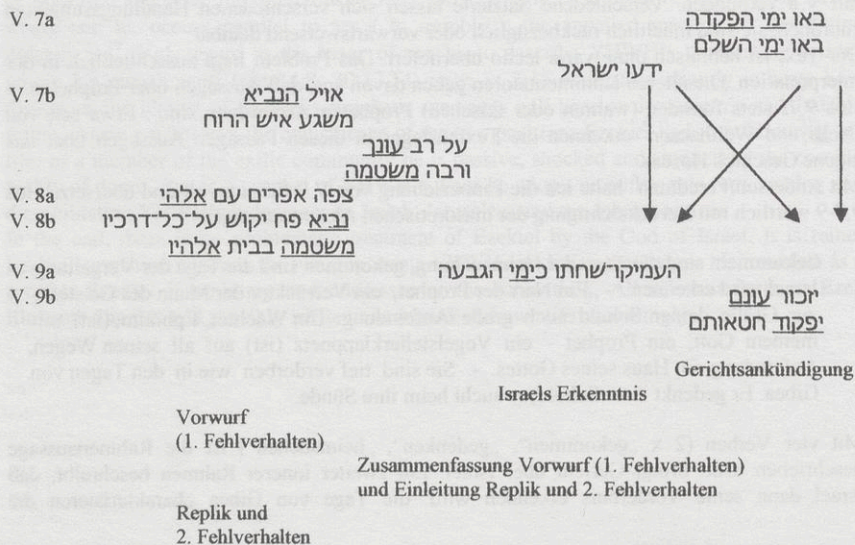 V. 7a באו ימי הפקדה
באו ימי השלם
ידעו ישראל
V. 7b אויל הנביא
משגע איש הרוח
על רב עונך
ורבה משטמה
V. 8a צפה אפרים עם אלהי
V. 8b נביא פח יקוש על־כל־דרכיו
משטמה בבית אלהיו
V. 9a העמיקו־שחתו כימי הגבעה
V. 9b יזכור עונם
יפקוד חטאותם
Gerichtsankündigung
Israels Erkenntnis
Vorwurf
(1. Fehlverhalten)
Zusammenfassung Vorwurf (1. Fehlverhalten)
und Einleitung Replik und 2. Fehlverhalten
Replik und
2. Fehlverhalten